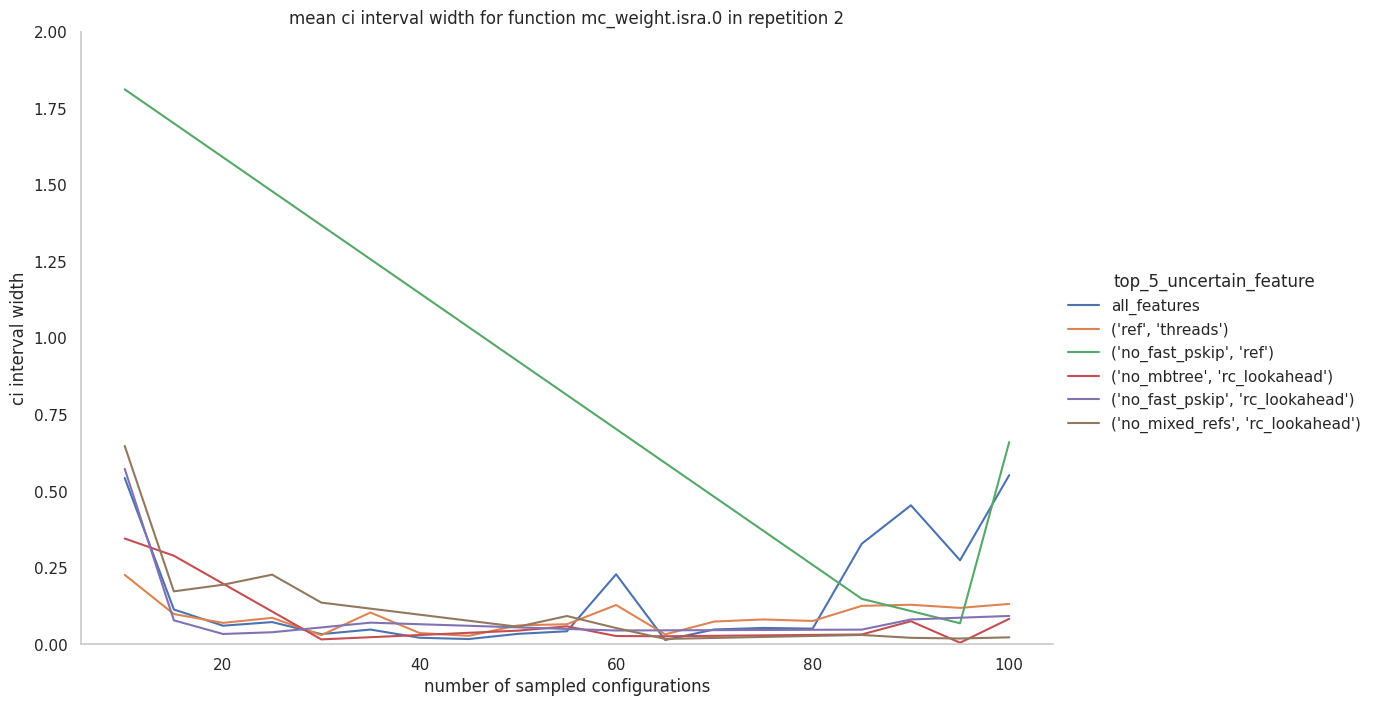 mean ci interval width for function mc_weight.isra.0 in repetition 2
2.00
1.75
1.50
1.25
1.00
0.75
0.50
0.25
0.00
ci interval width
20
40
60
80
100
number of sampled configurations
top_5_uncertain_feature
all_features
('ref', 'threads')
('no_fast_pskip', 'ref')
('no_mbtree', 'rc_lookahead')
('no_fast_pskip', 'rc_lookahead')
('no_mixed_refs', 'rc_lookahead')